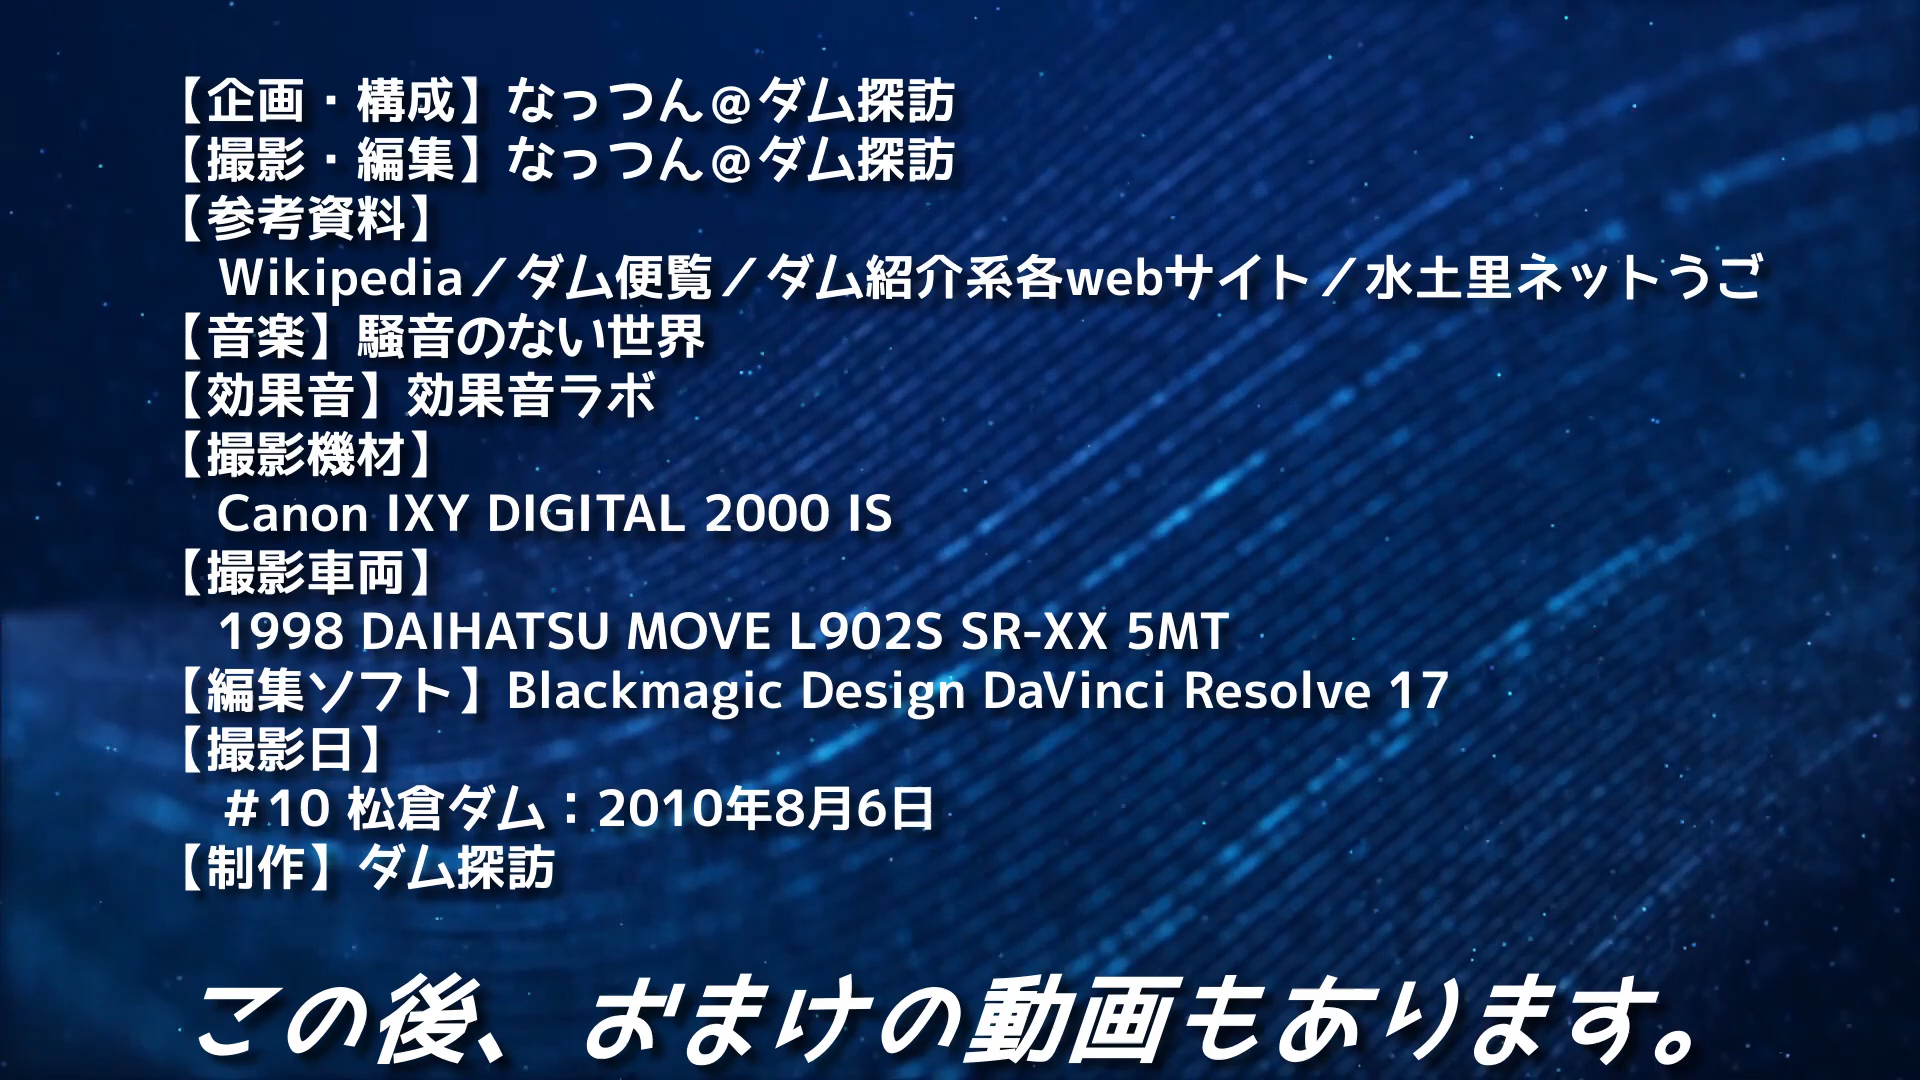 【企画・構成】なっつん＠ダム探訪
【撮影・編集】なっつん＠ダム探訪
【参考資料】
Wikipedia／ダム便覧／ダム紹介系各webサイト／水土里ネットうご
【音楽】騒音のない世界
【効果音】効果音ラボ
【撮影機材】
Canon IXY DIGITAL 2000 IS
【撮影車両】
1998 DAIHATSU MOVE L902S SR-XX 5MT
【編集ソフト】Blackmagic Design DaVinci Resolve 17
【撮影日】
＃10 松倉ダム：2010年8月6日
【制作】ダム探訪
この後、おまけの動画もあります。